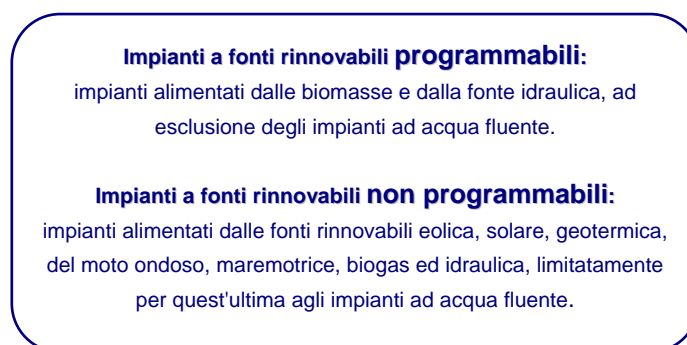 Impianti a fonti rinnovabili programmabili:
impianti alimentati dalle biomasse e dalla fonte idraulica, ad
esclusione degli impianti ad acqua fluente.
Impianti a fonti rinnovabili non programmabili:
impianti alimentati dalle fonti rinnovabili eolica, solare, geotermica,
del moto ondoso, maremotrice, biogas ed idraulica, limitatamente
per quest'ultima agli impianti ad acqua fluente.